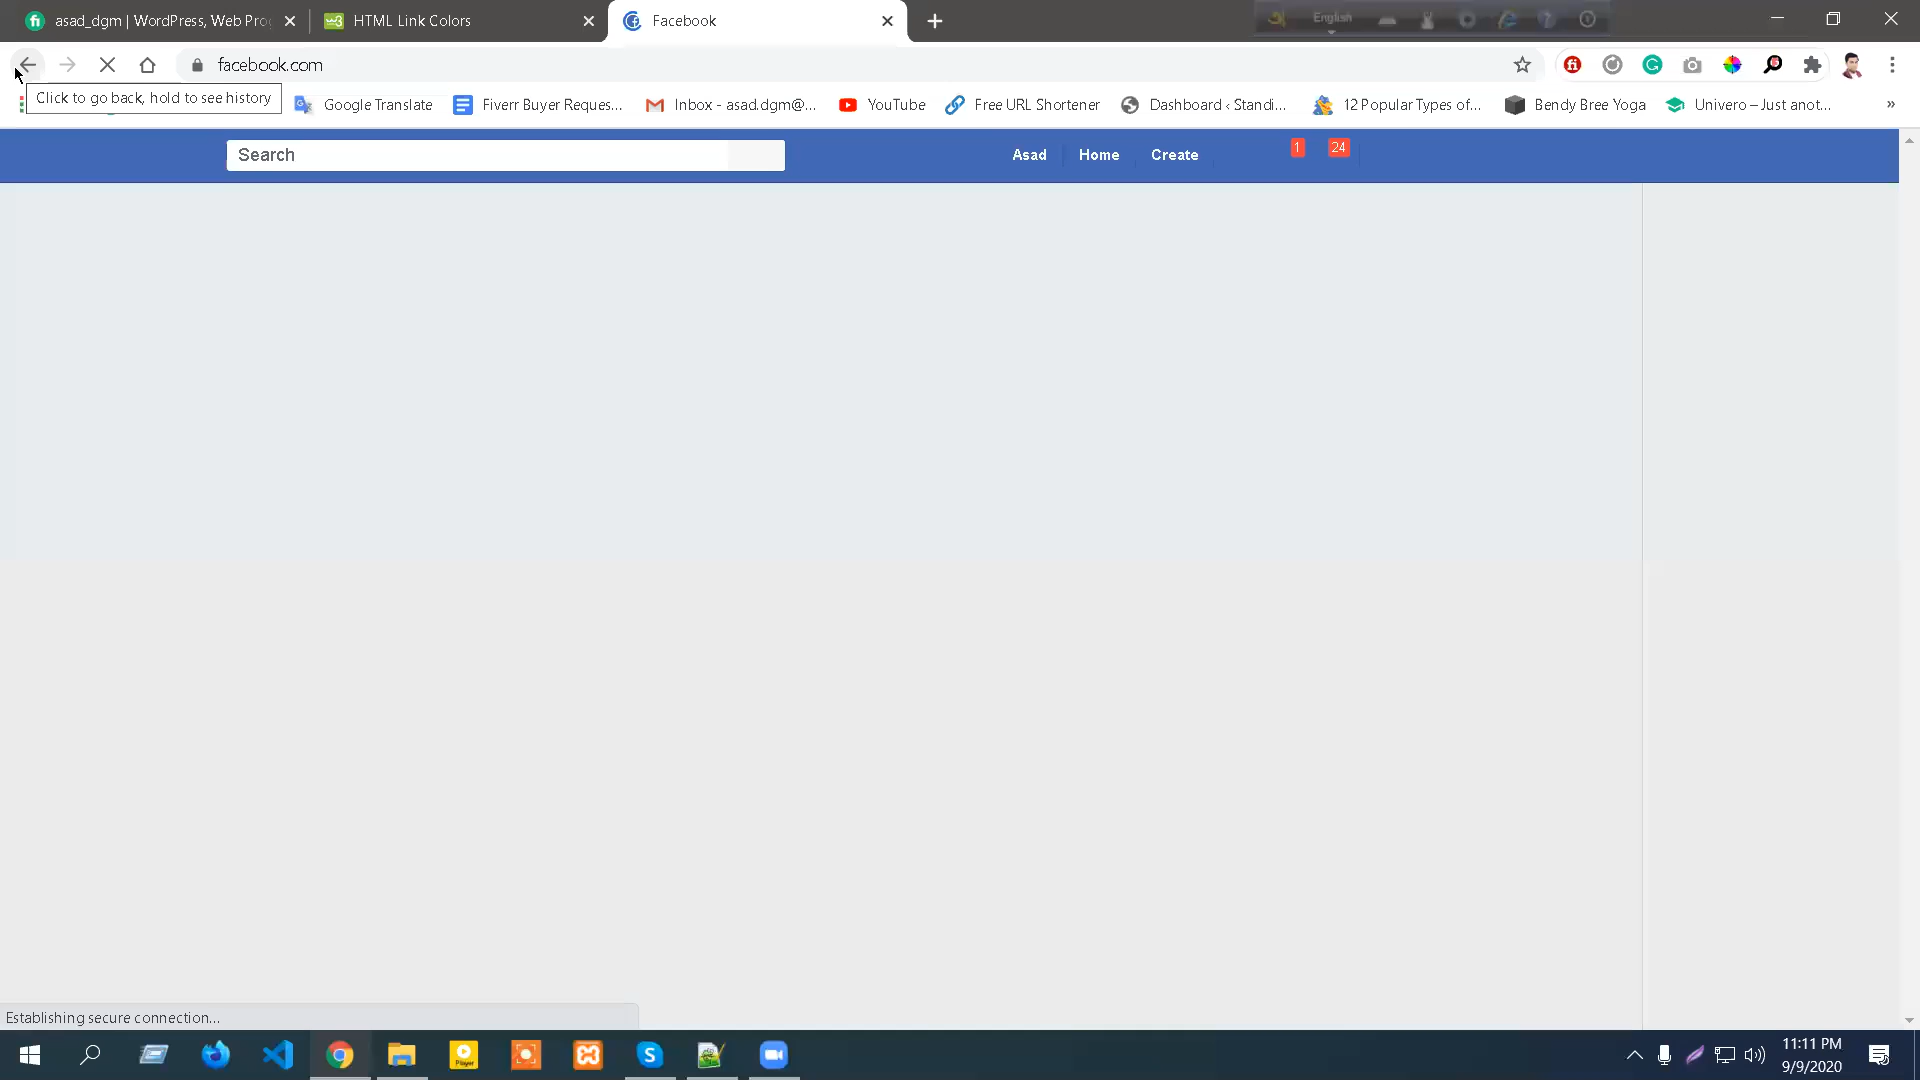 asad_dgm | WordPress, Web Pro
HTML Link Colors
Facebook
English
facebook.com
Click to go back, hold to see history
Google Translate
Fiverr Buyer Reques...
Inbox - asad.dgm@...
YouTube
Free URL Shortener
Dashboard ‹ Standi...
12 Popular Types of...
Bendy Bree Yoga
Univero – Just anot...
»
Search
Asad
Home
Create
1
24
Establishing secure connection...
11:11 PM
9/9/2020